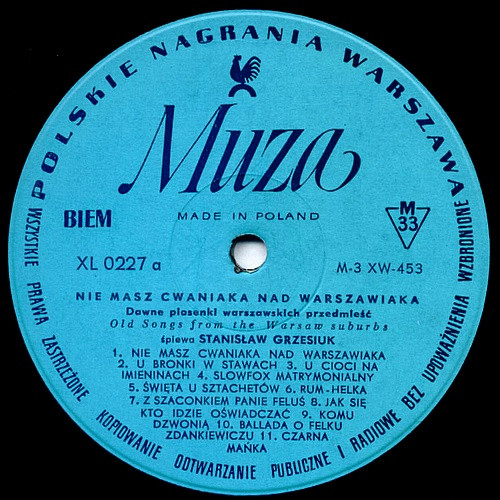 POLSKIE NAGRANIA WARSZAWA
Muza
BIEM
MADE IN POLAND
M
33
XL 0227 a
M-3 XW-453
NIE MASZ CWANIAKA NAD WARSZAWIAKA
Dawne piosenki warszawskich przedmieść
Old Songs from the Warsaw suburbs
śpiewa STANISŁAW GRZESIUK
1. NIE MASZ CWANIAKA NAD WARSZAWIAKA
2. U BRONKI W STAWACH 3. U CIOCI NA
IMIENINACH 4. SLOWFOX MATRYMONIALNY
5. ŚWIĘTA U SZTACHETÓW 6. RUM-HELKA
7. Z SZACONKIEM PANIE FELUŚ 8. JAK SIĘ
KTO IDZIE OŚWIADCZAĆ 9. KOMU
DZWONIĄ 10. BALLADA O FELKU
ZDANKIEWICZU 11. CZARNA
MAŃKA
WSZYSTKIE PRAWA ZASTRZEŻONE KOPIOWANIE ODTWARZANIE PUBLICZNE I RADIOWE BEZ UPOWAŻNIENIA WZBRONIONE